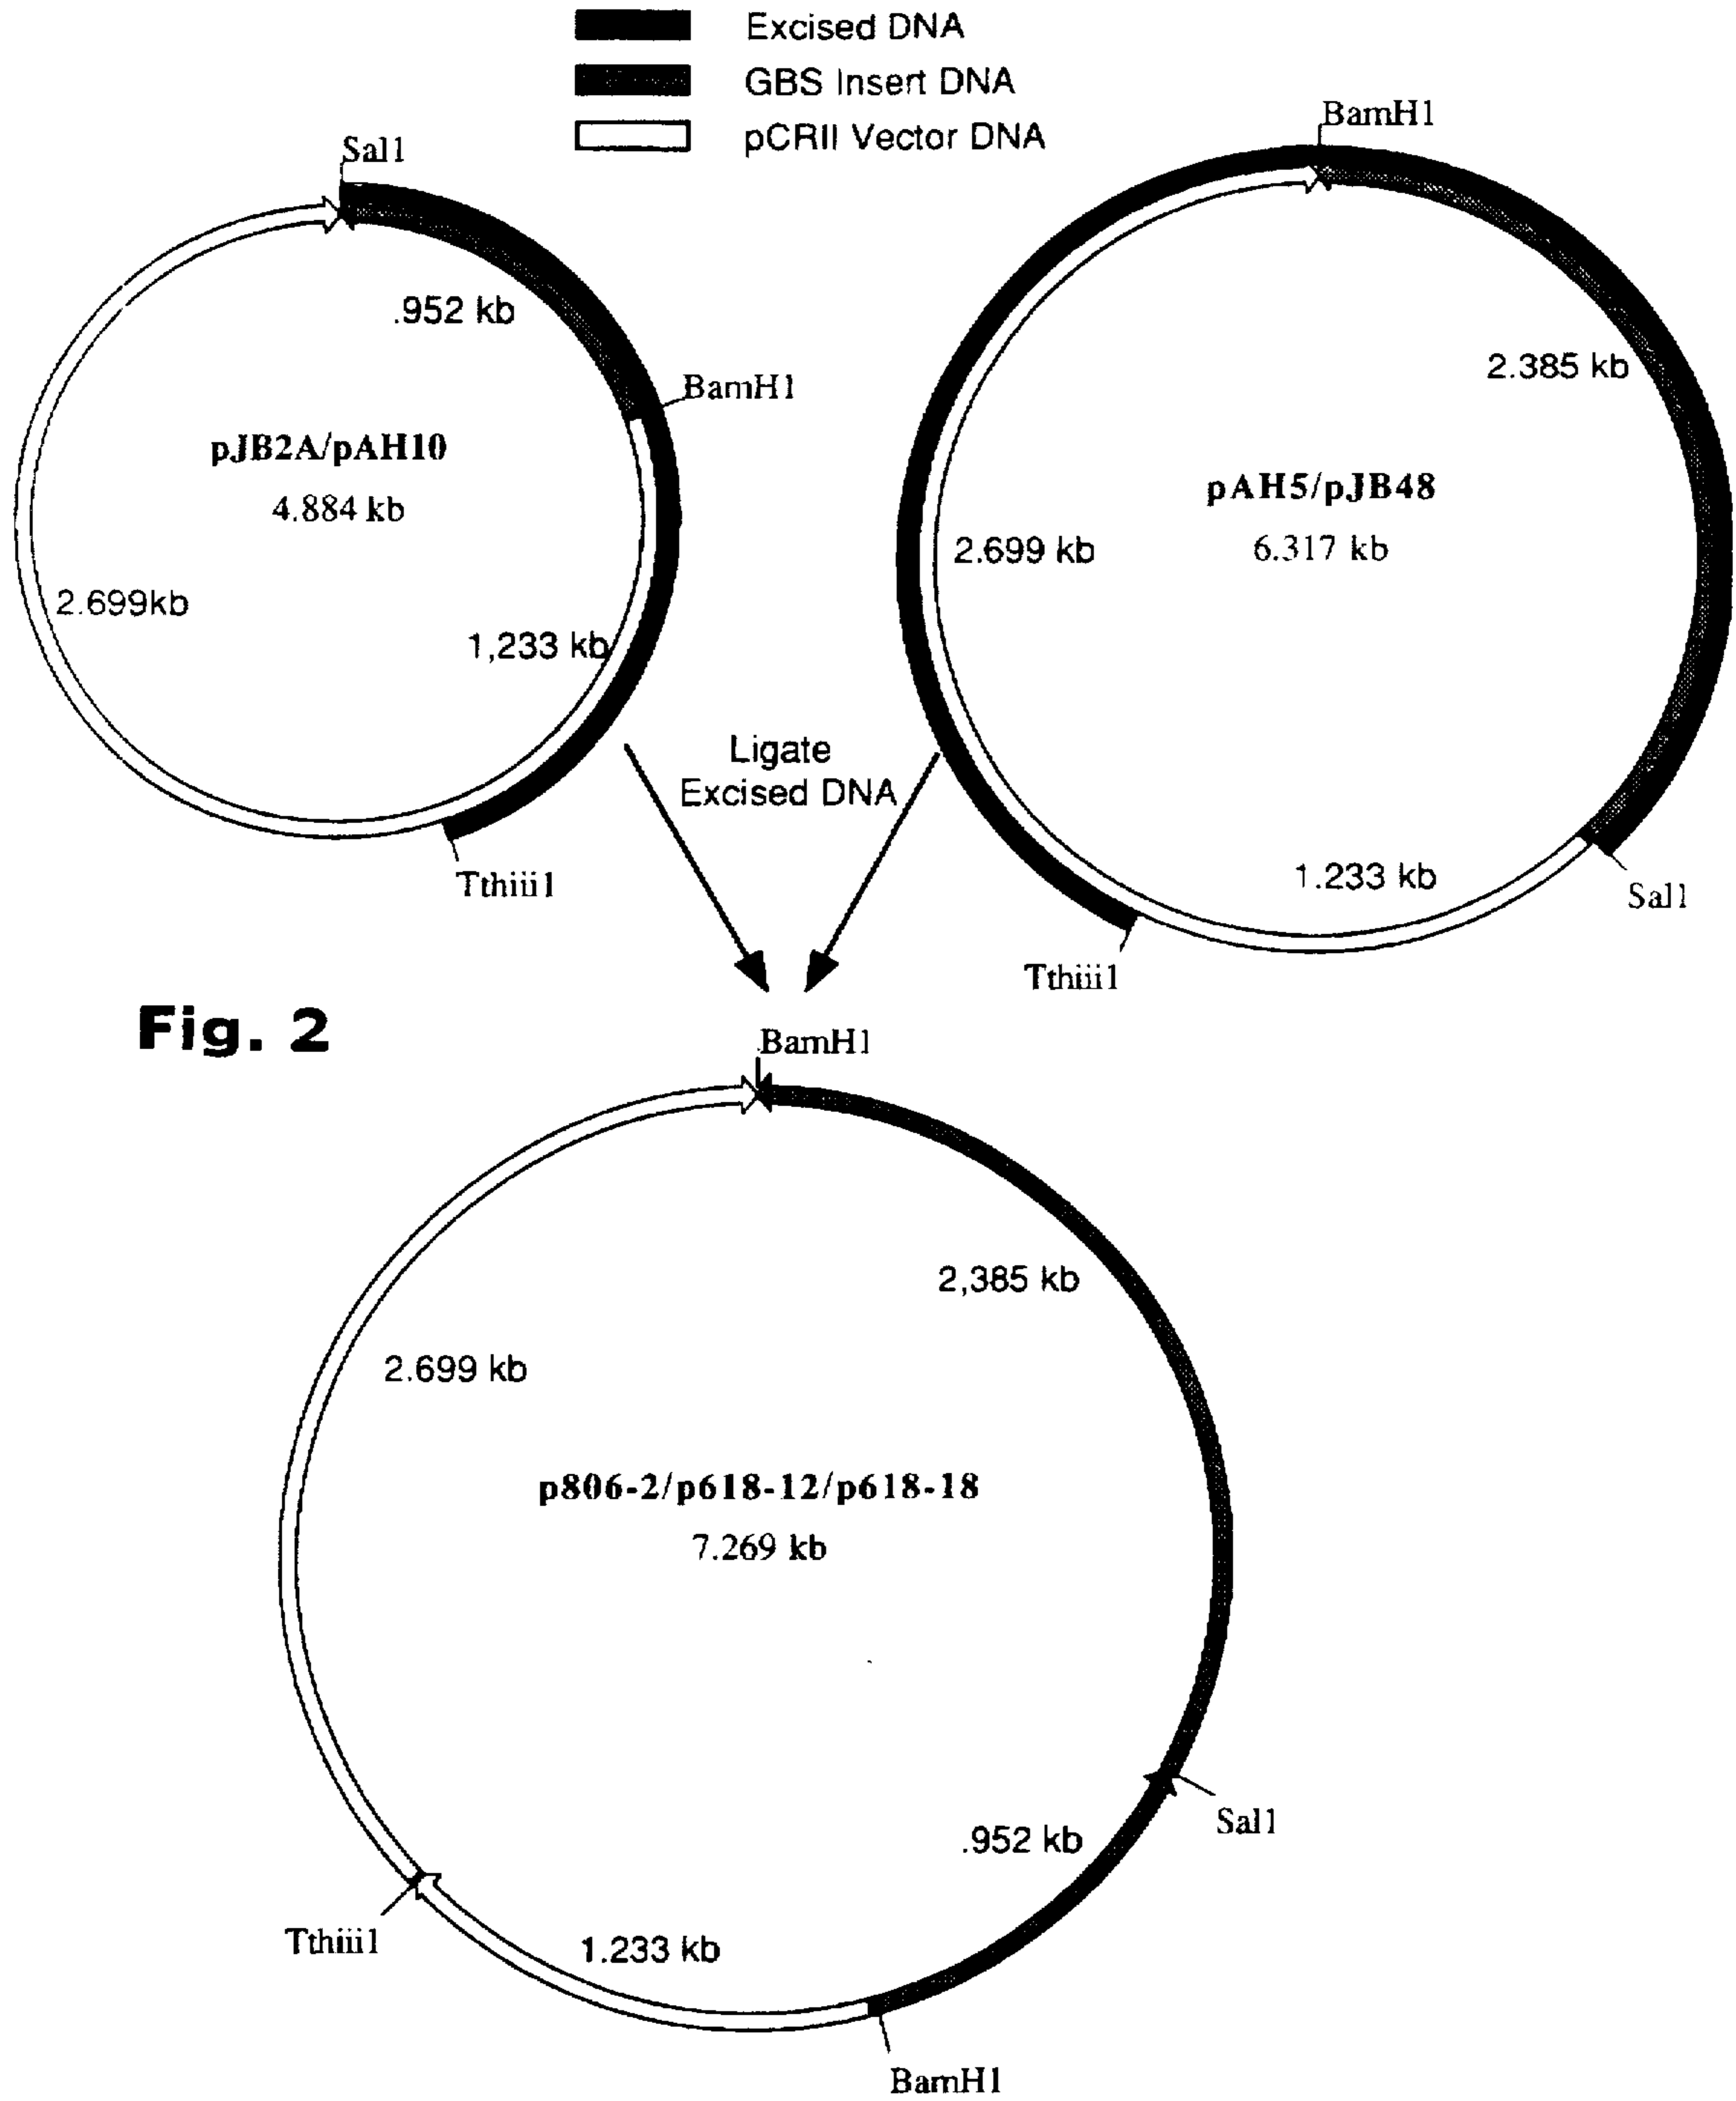 Excised DNA
GBS Insert DNA
pCRII Vector DNA
Sal1
.952 kb
BamH1
pJB2A/pAH10
4.884 kb
2.699kb
1,233 kb
Tthiii1
BamH1
2.385 kb
pAH5/pJB48
6.317 kb
2.699 kb
1.233 kb
Sal1
Tthiii1
Ligate
Excised DNA
Fig. 2
BamH1
2,385 kb
2.699 kb
p806-2/p618-12/p618-18
7.269 kb
Sal1
.952 kb
Tthiii1
1.233 kb
BamH1